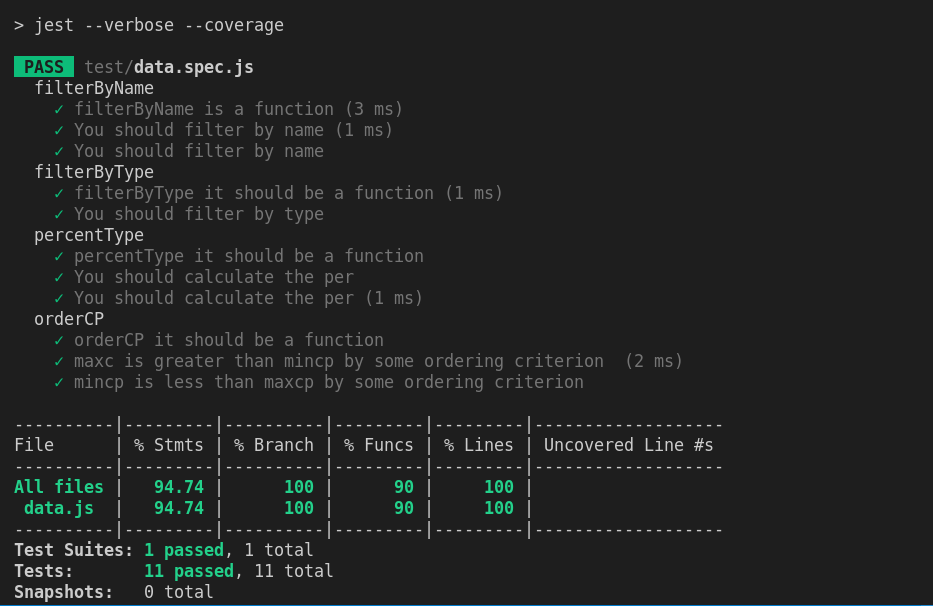 > jest --verbose --coverage
PASS test/data.spec.js
filterByName
✓ filterByName is a function (3 ms)
✓ You should filter by name (1 ms)
✓ You should filter by name
filterByType
✓ filterByType it should be a function (1 ms)
✓ You should filter by type
percentType
✓ percentType it should be a function
✓ You should calculate the per
✓ You should calculate the per (1 ms)
orderCP
✓ orderCP it should be a function
✓ maxc is greater than mincp by some ordering criterion  (2 ms)
✓ mincp is less than maxcp by some ordering criterion
----------|---------|----------|---------|---------|-------------------
File      | % Stmts | % Branch | % Funcs | % Lines | Uncovered Line #s
----------|---------|----------|---------|---------|-------------------
All files |   94.74 |      100 |      90 |     100 |
 data.js  |   94.74 |      100 |      90 |     100 |
----------|---------|----------|---------|---------|-------------------
Test Suites: 1 passed, 1 total
Tests:       11 passed, 11 total
Snapshots:   0 total